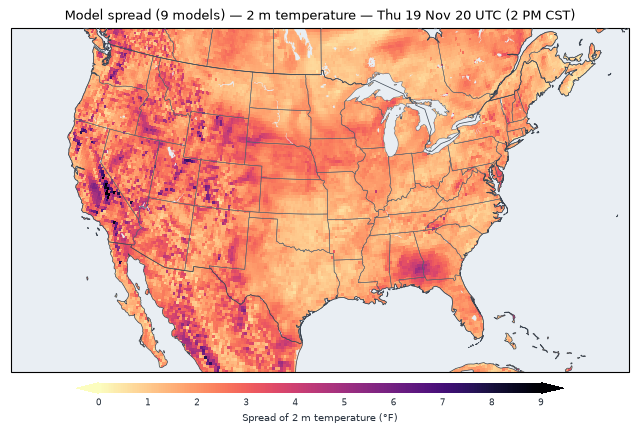 Model spread (9 models) — 2 m temperature — Thu 19 Nov 20 UTC (2 PM CST)
0 1 2 3 4 5 6 7 8 9
Spread of 2 m temperature (°F)